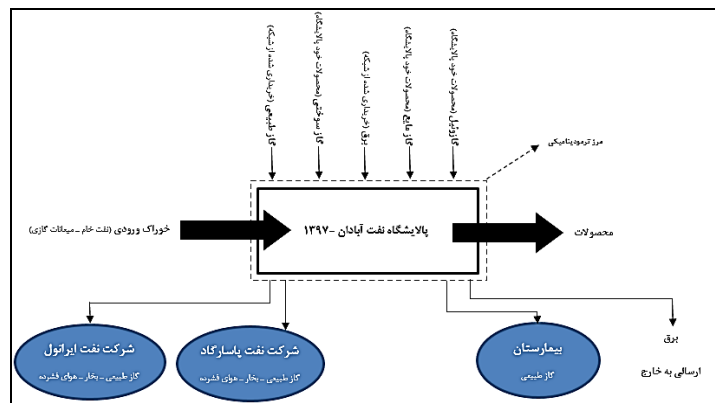 گاز طبیعی (خریداری شده از شبکه)
گاز سوختی (محصولات خود پالایشگاه)
برق (خریداری شده از شبکه)
گاز مایع (محصولات خود پالایشگاه)
گازوئیل (محصولات خود پالایشگاه)
مرز ترمودینامیکی
خوراک ورودی (نفت خام – میعانات گازی)
پالایشگاه نفت آبادان – ۱۳۹۷
محصولات
شرکت نفت ایرانول
گاز طبیعی – بخار – هوای فشرده
شرکت نفت پاسارگاد
گاز طبیعی – بخار – هوای فشرده
بیمارستان
گاز طبیعی
برق
ارسالی به خارج